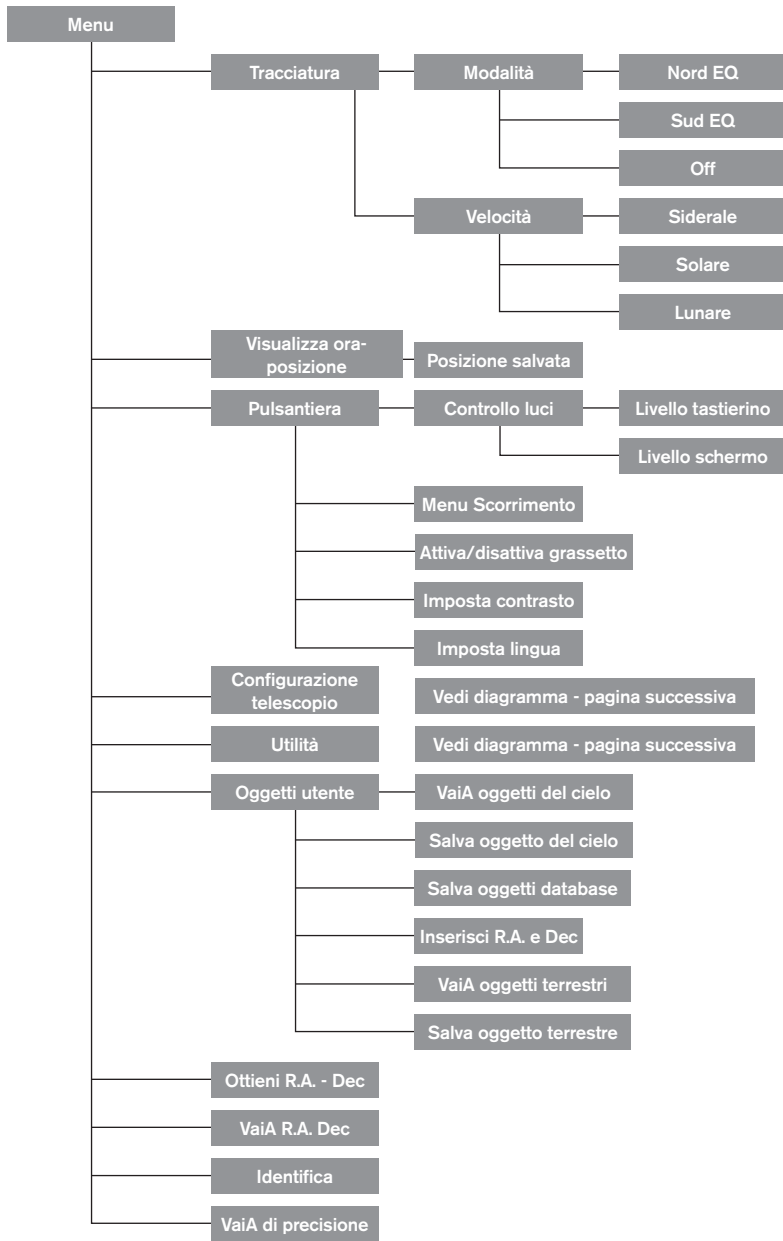 Menu
Tracciatura
Modalità
Nord EQ
Sud EQ
Off
Velocità
Siderale
Solare
Lunare
Visualizza ora-
posizione
Posizione salvata
Pulsantiera
Controllo luci
Livello tastierino
Livello schermo
Menu Scorrimento
Attiva/disattiva grassetto
Imposta contrasto
Imposta lingua
Configurazione
telescopio
Vedi diagramma - pagina successiva
Utilità
Vedi diagramma - pagina successiva
Oggetti utente
VaiA oggetti del cielo
Salva oggetto del cielo
Salva oggetti database
Inserisci R.A. e Dec
VaiA oggetti terrestri
Salva oggetto terrestre
Ottieni R.A. - Dec
VaiA R.A. Dec
Identifica
VaiA di precisione